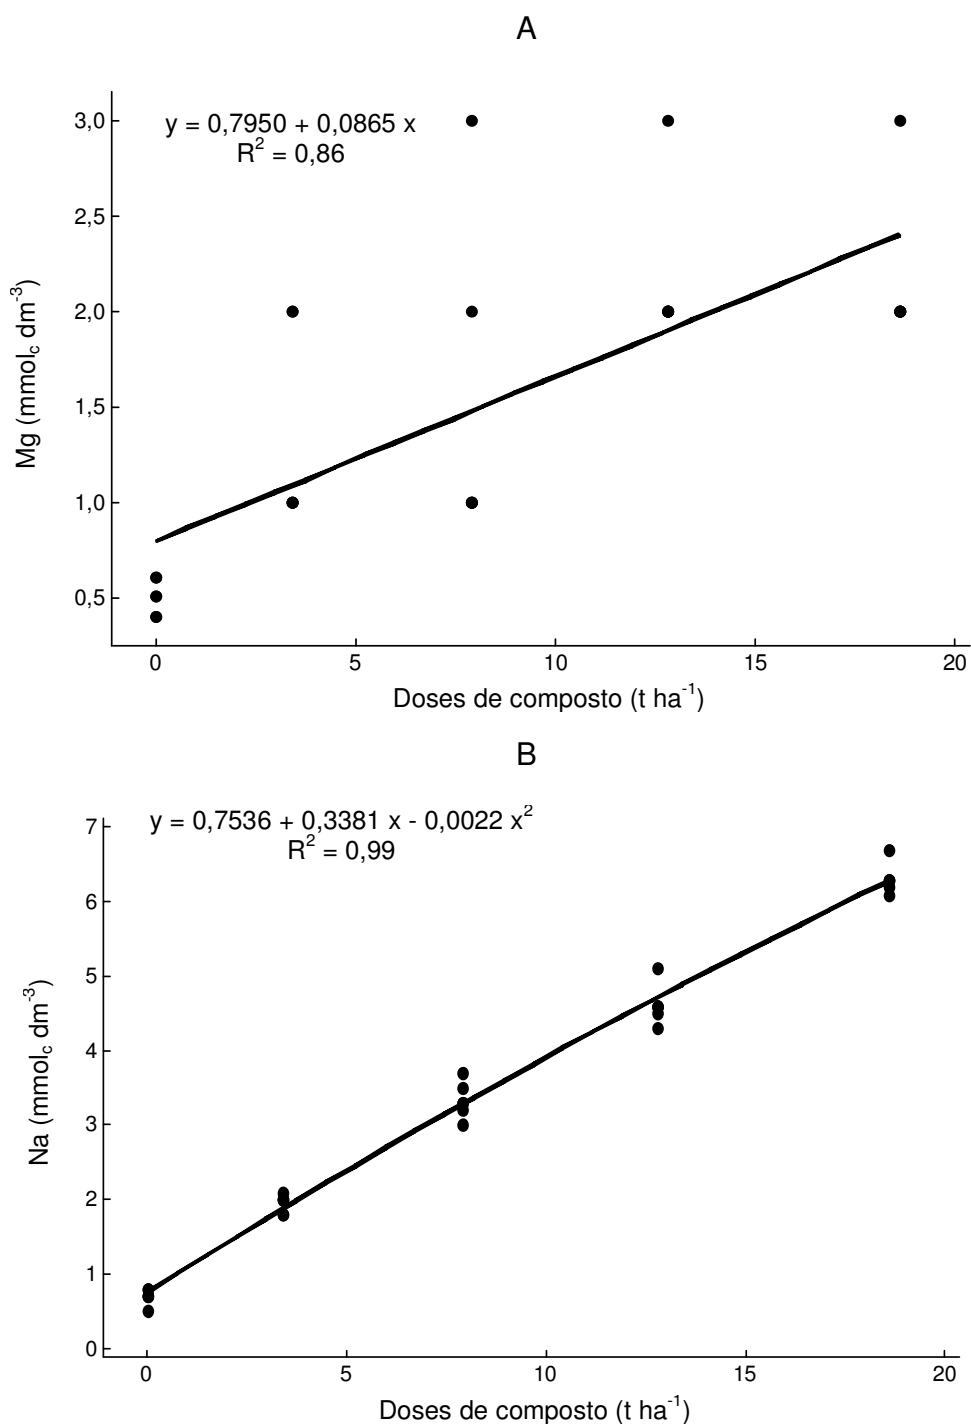 A
y = 0,7950 + 0,0865 x
R² = 0,86
3,0
2,5
2,0
1,5
1,0
0,5
Mg (mmol_c dm⁻³)
0 5 10 15 20
Doses de composto (t ha⁻¹)
B
y = 0,7536 + 0,3381 x - 0,0022 x²
R² = 0,99
7
6
5
4
3
2
1
0
Na (mmol_c dm⁻³)
0 5 10 15 20
Doses de composto (t ha⁻¹)